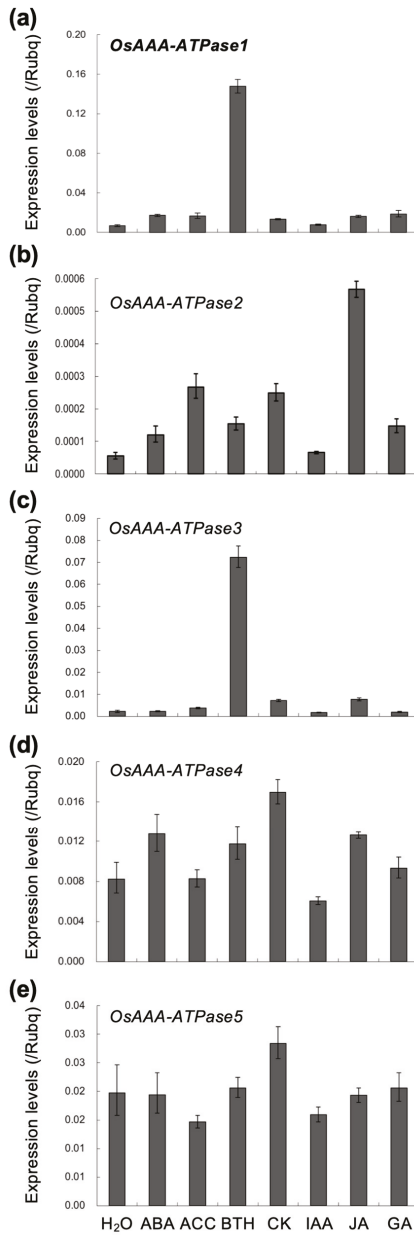 (a)
OsAAA-ATPase1
Expression levels (/Rubq)
0.20
0.16
0.12
0.08
0.04
0.00
(b)
OsAAA-ATPase2
Expression levels (/Rubq)
0.0006
0.0005
0.0004
0.0003
0.0002
0.0001
0.0000
(c)
OsAAA-ATPase3
Expression levels (/Rubq)
0.09
0.08
0.07
0.06
0.05
0.04
0.03
0.02
0.01
0.00
(d)
OsAAA-ATPase4
Expression levels (/Rubq)
0.020
0.016
0.012
0.008
0.004
0.000
(e)
OsAAA-ATPase5
Expression levels (/Rubq)
0.04
0.03
0.03
0.02
0.02
0.01
0.01
0.00
H₂O ABA ACC BTH CK IAA JA GA